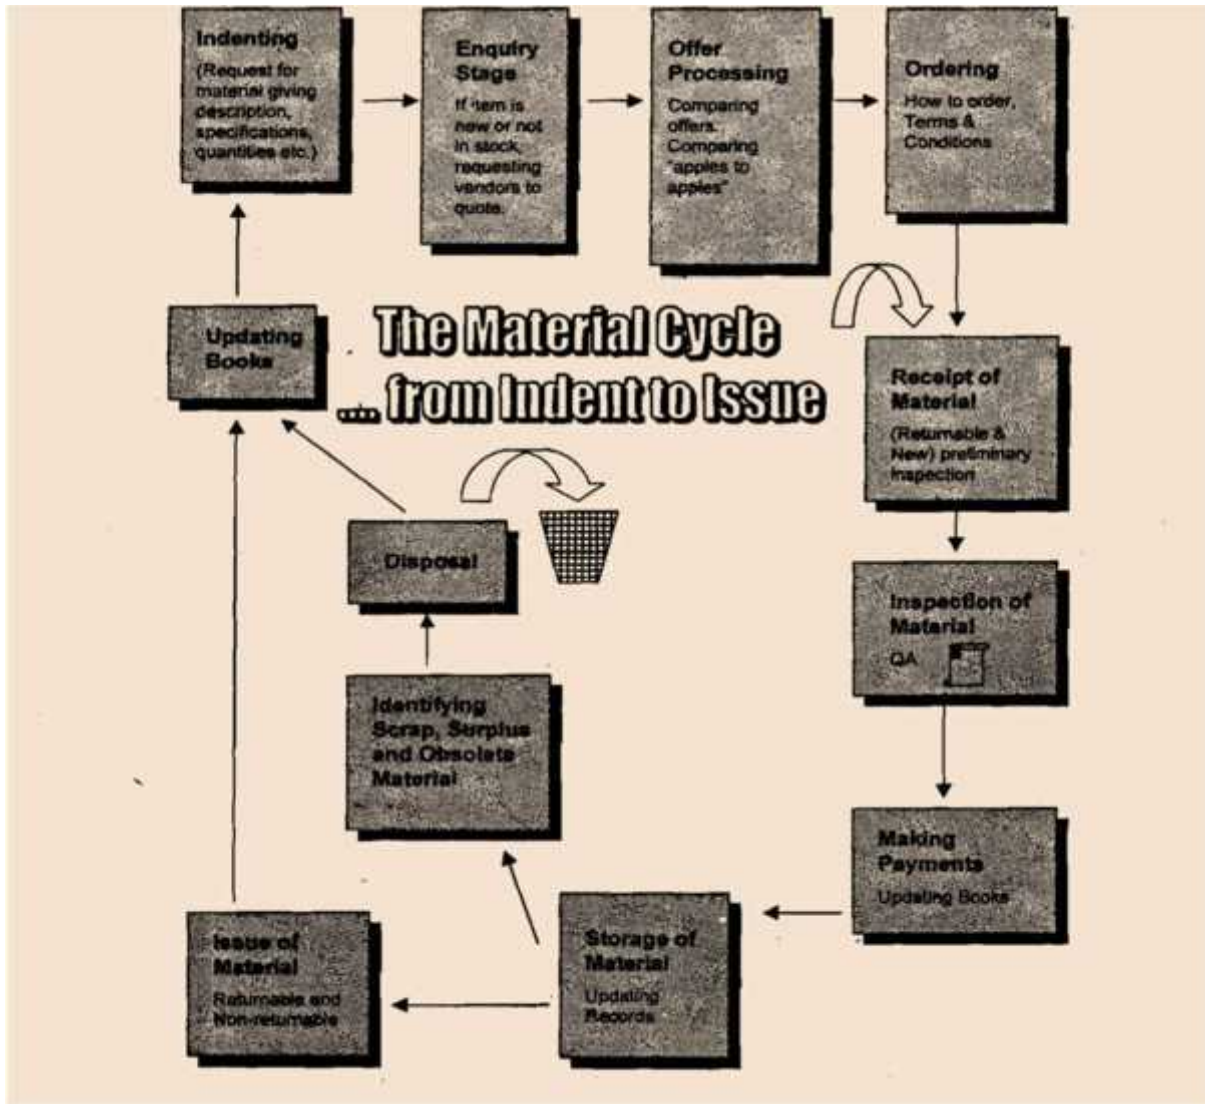 Indenting
(Request for
material giving
description,
specifications,
quantities etc.)
Enquiry
Stage
If item is
new or not
in stock,
requesting
vendors to
quote.
Offer
Processing
Comparing
offers.
Comparing
"apples to
apples"
Ordering
How to order,
Terms &
Conditions
Updating
Books
The Material Cycle
... from Indent to Issue
Receipt of
Material
(Returnable &
New) preliminary
inspection
Disposal
Inspection of
Material
QA
Identifying
Scrap, Surplus
and Obsolete
Material
Making
Payments
Updating Books
Issue of
Material
Returnable and
Non-returnable
Storage of
Material
Updating
Records